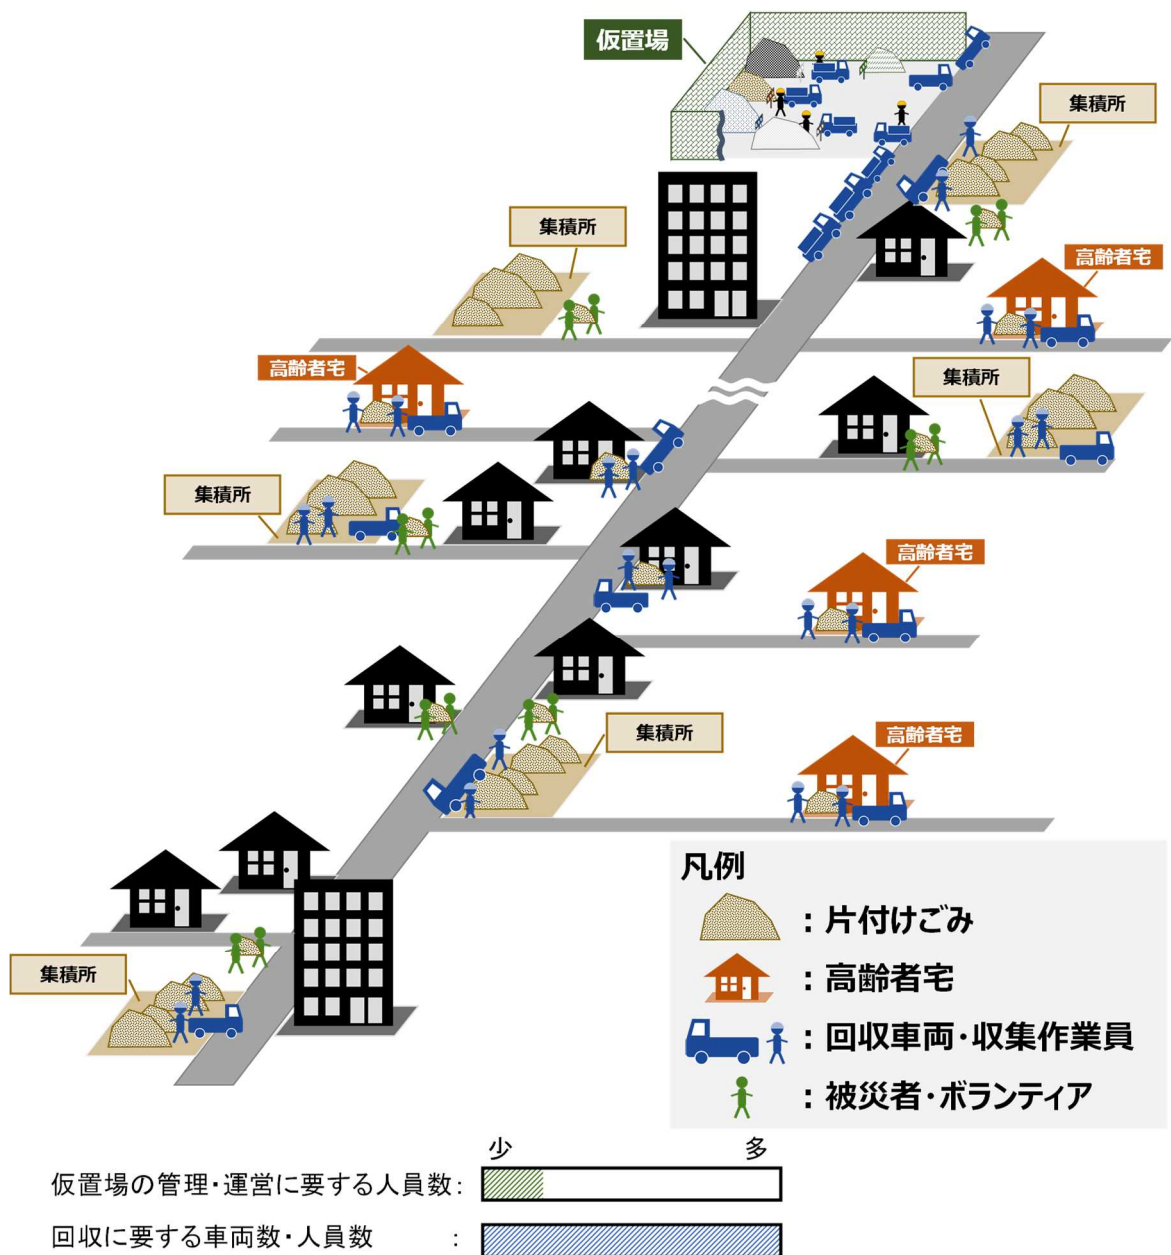 仮置場
集積所
集積所
高齢者宅
高齢者宅
集積所
集積所
高齢者宅
集積所
高齢者宅
集積所
凡例
：片付けごみ
：高齢者宅
：回収車両・収集作業員
：被災者・ボランティア
少 多
仮置場の管理・運営に要する人員数：
回収に要する車両数・人員数 ：